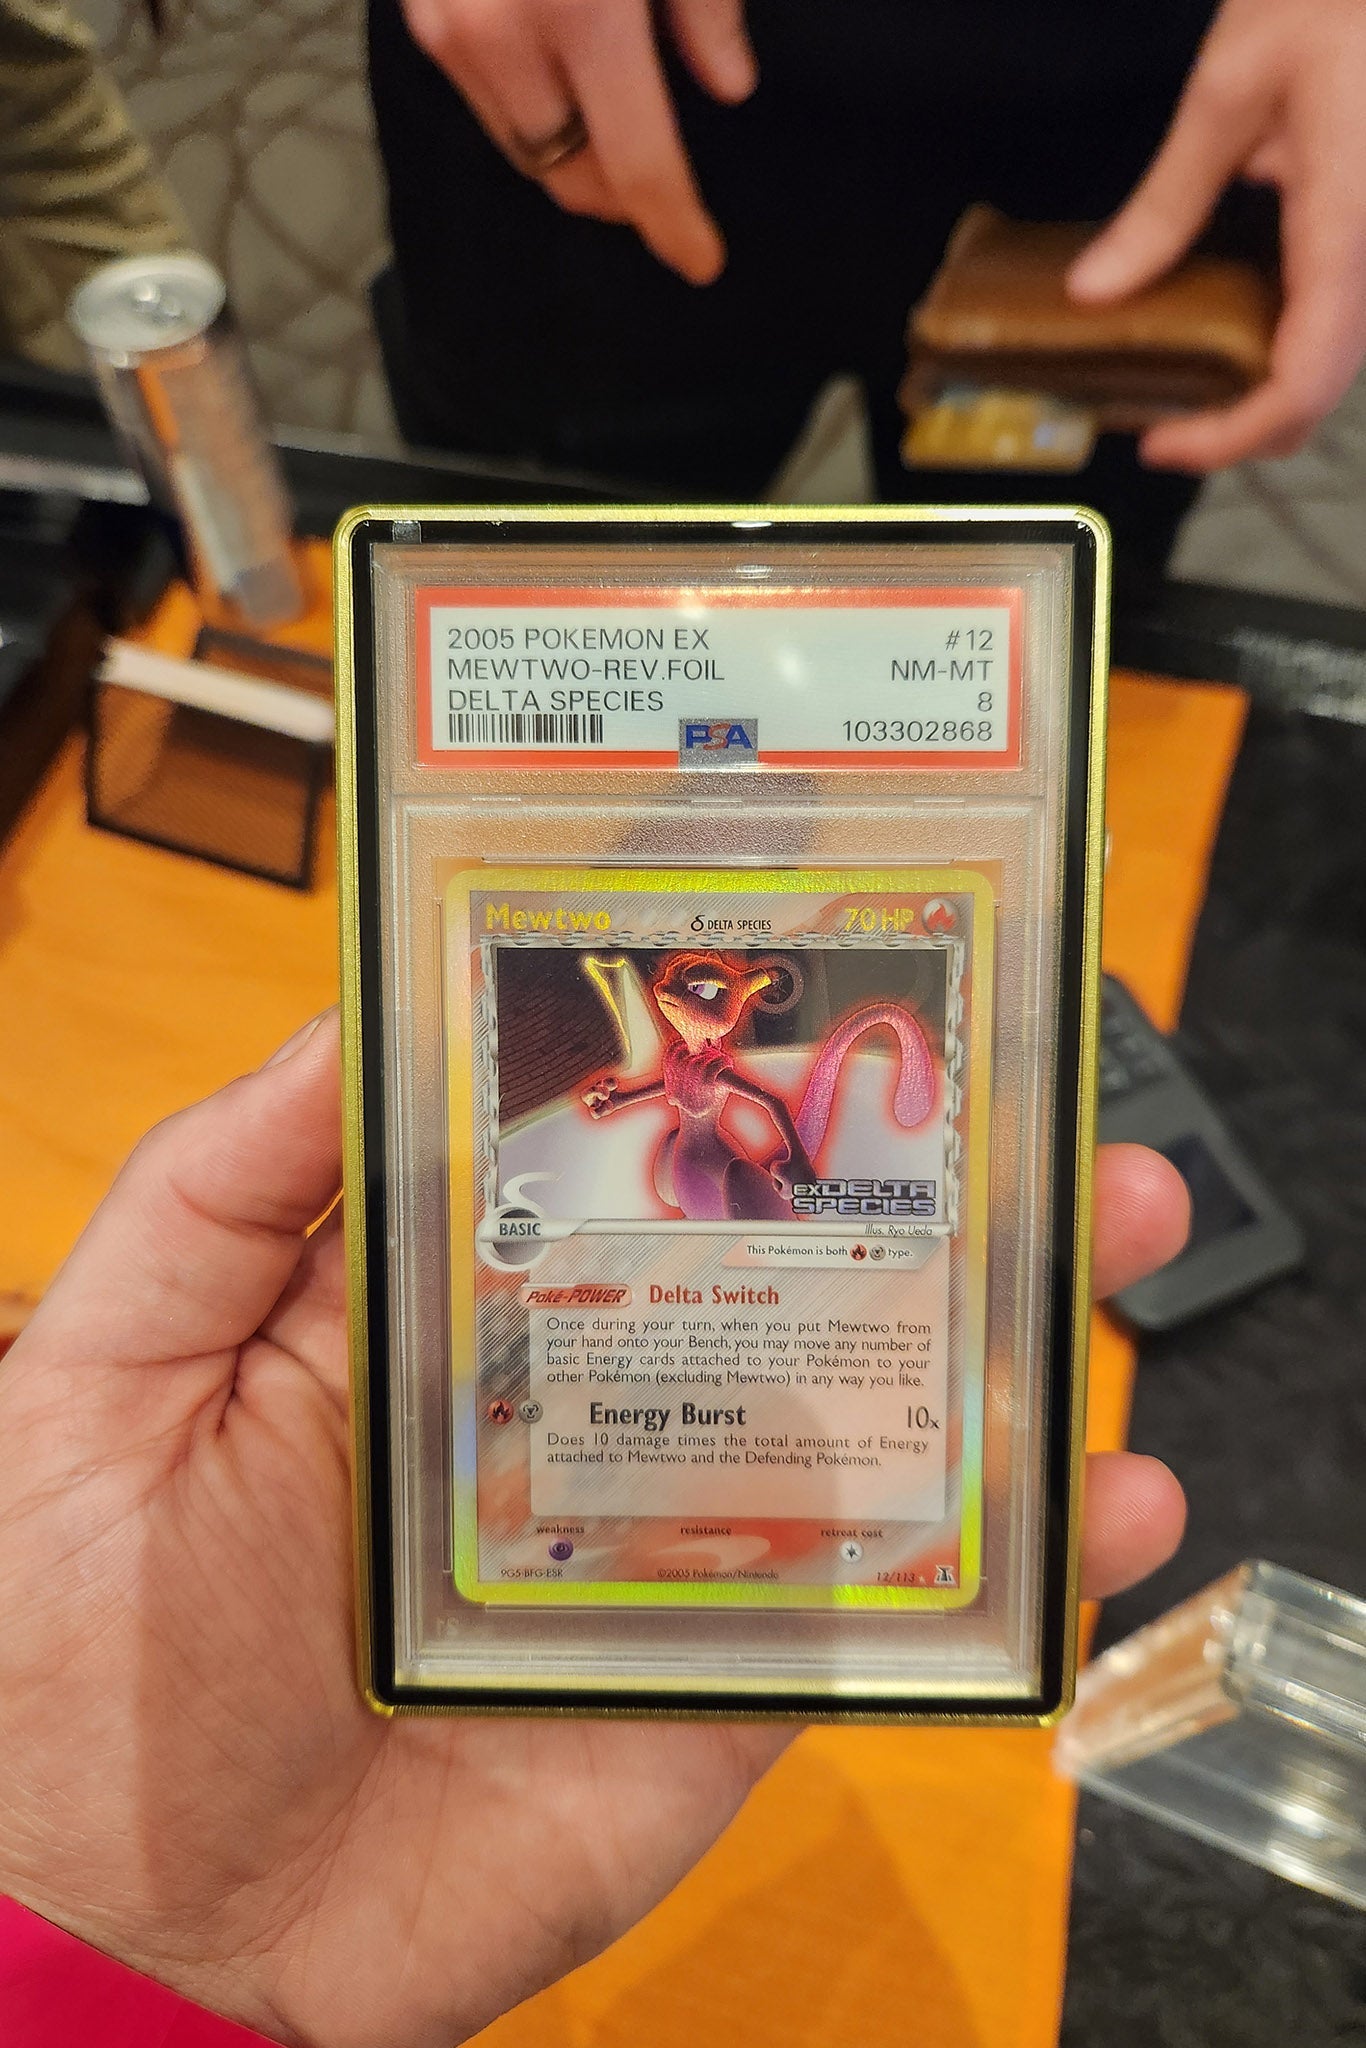 2005 POKEMON EX #12
MEWTWO-REV.FOIL NM-MT
DELTA SPECIES 8
PSA 103302868
Mewtwo δ DELTA SPECIES 70 HP
EX DELTA
SPECIES
BASIC
Illus. Ryo Ueda
This Pokémon is both type.
Poké-POWER Delta Switch
Once during your turn, when you put Mewtwo from
your hand onto your Bench, you may move any number of
basic Energy cards attached to your Pokémon to your
other Pokémon (excluding Mewtwo) in any way you like.
Energy Burst 10x
Does 10 damage times the total amount of Energy
attached to Mewtwo and the Defending Pokémon.
weakness resistance retreat cost
9G5-BFG-ESR ©2005 Pokémon/Nintendo 12/113 ★